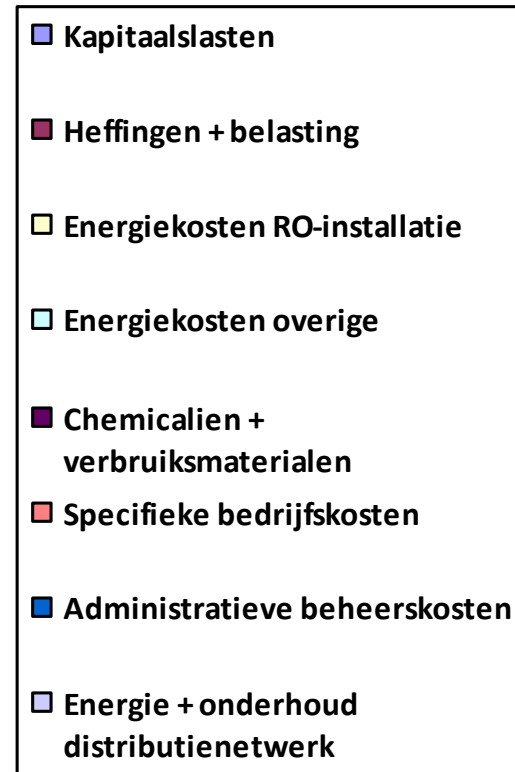 Kapitaalslasten
Heffingen + belasting
Energiekosten RO-installatie
Energiekosten overige
Chemicalien +
verbruiksmaterialen
Specifieke bedrijfskosten
Administratieve beheerskosten
Energie + onderhoud
distributienetwerk